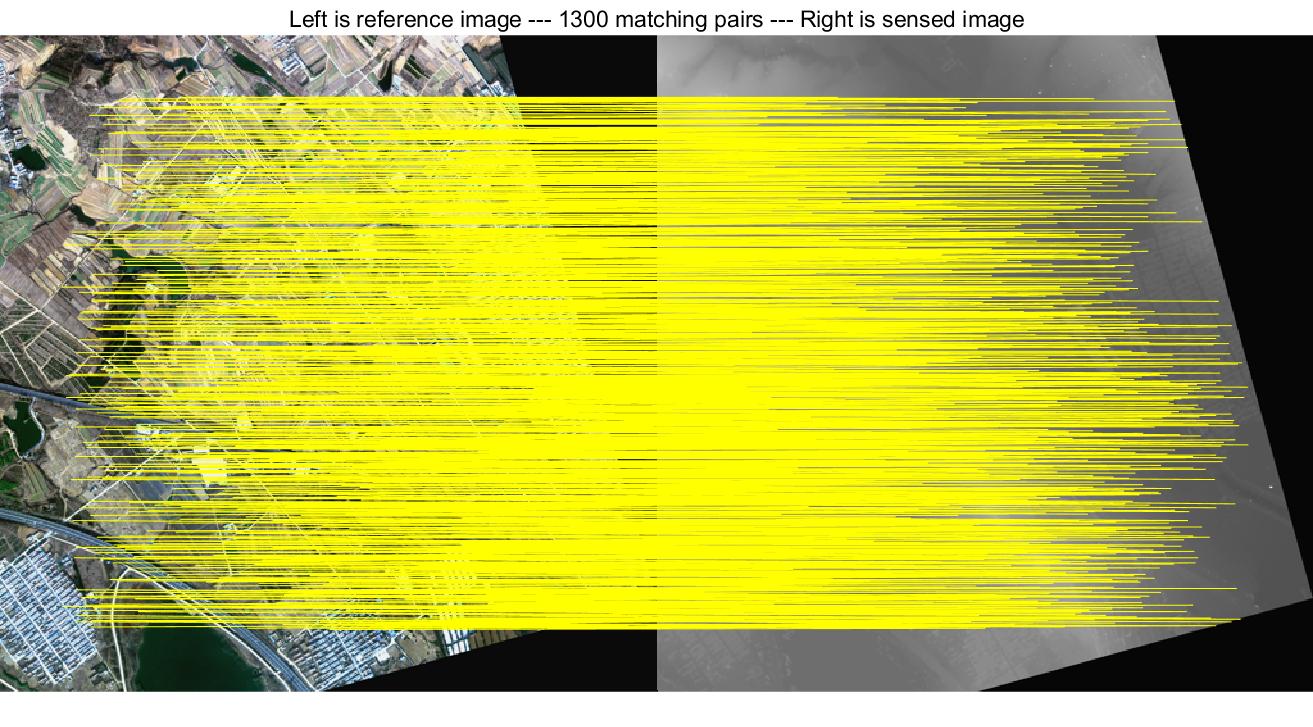 Left is reference image --- 1300 matching pairs --- Right is sensed image